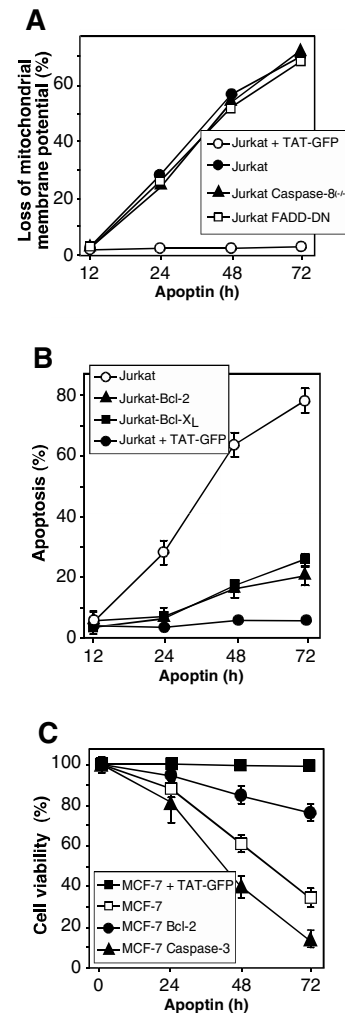 A
Loss of mitochondrial
membrane potential (%)
60
40
20
0
Jurkat + TAT-GFP
Jurkat
Jurkat Caspase-8(-/-
Jurkat FADD-DN
12 24 48 72
Apoptin (h)
B
Apoptosis (%)
80
60
40
20
0
Jurkat
Jurkat-Bcl-2
Jurkat-Bcl-XL
Jurkat + TAT-GFP
12 24 48 72
Apoptin (h)
C
Cell viability (%)
100
80
60
40
20
0
MCF-7 + TAT-GFP
MCF-7
MCF-7 Bcl-2
MCF-7 Caspase-3
0 24 48 72
Apoptin (h)